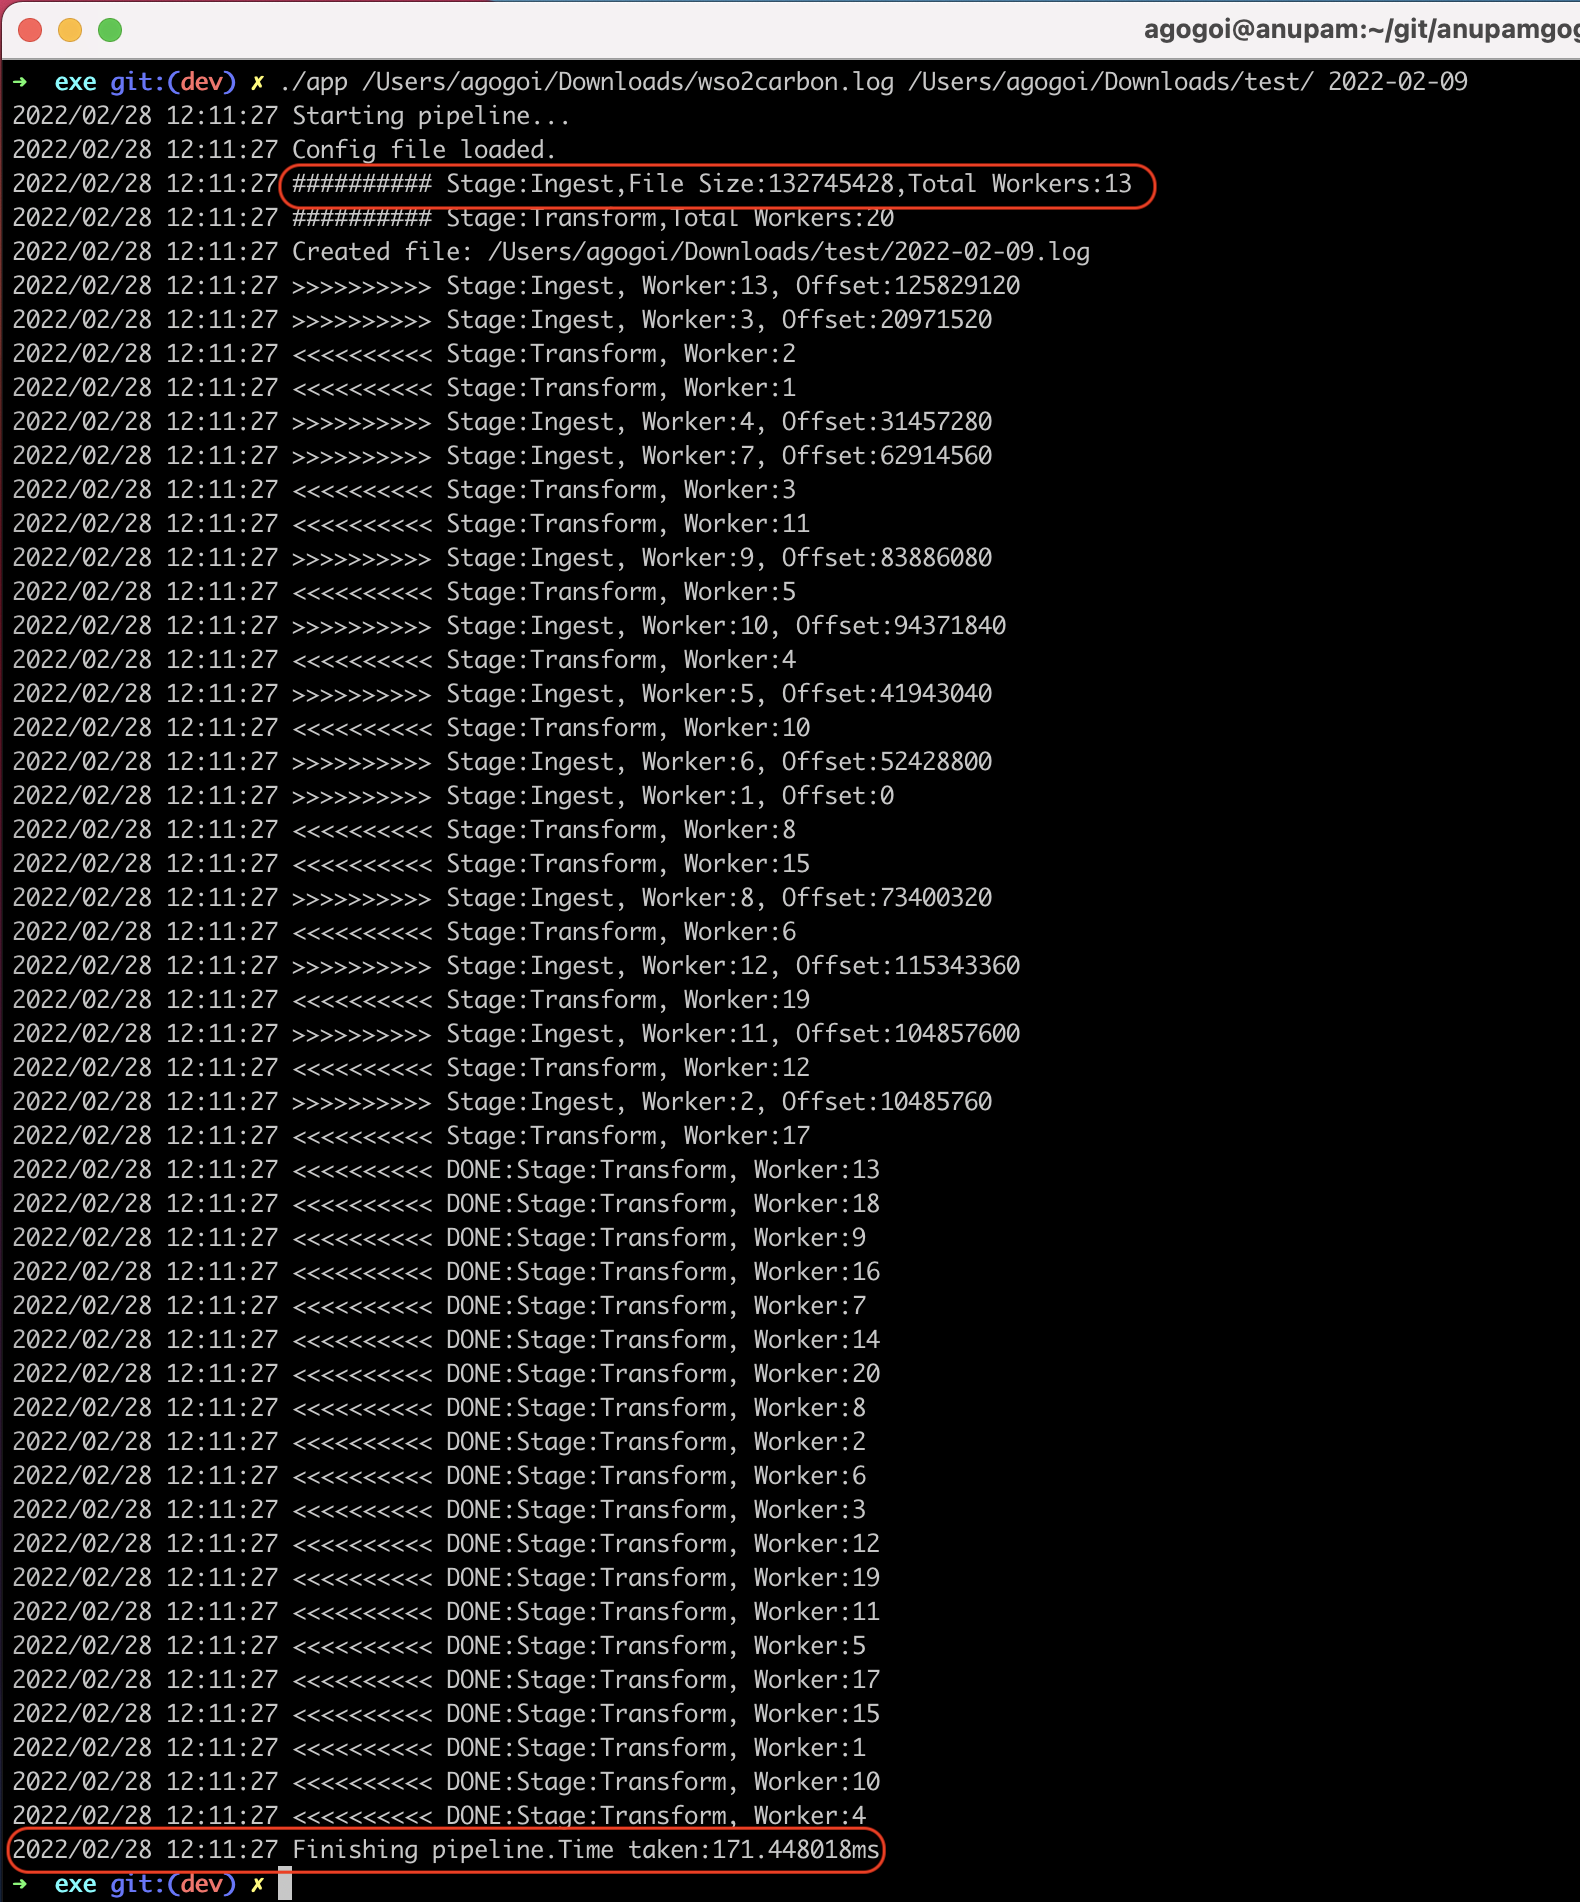 agogoi@anupam:~/git/anupamgog
➜ exe git:(dev) ✗ ./app /Users/agogoi/Downloads/wso2carbon.log /Users/agogoi/Downloads/test/ 2022-02-09
2022/02/28 12:11:27 Starting pipeline...
2022/02/28 12:11:27 Config file loaded.
2022/02/28 12:11:27 ########## Stage:Ingest,File Size:132745428,Total Workers:13
2022/02/28 12:11:27 ########## Stage:Transform,Total Workers:20
2022/02/28 12:11:27 Created file: /Users/agogoi/Downloads/test/2022-02-09.log
2022/02/28 12:11:27 >>>>>>>>>> Stage:Ingest, Worker:13, Offset:125829120
2022/02/28 12:11:27 >>>>>>>>>> Stage:Ingest, Worker:3, Offset:20971520
2022/02/28 12:11:27 <<<<<<<<<< Stage:Transform, Worker:2
2022/02/28 12:11:27 <<<<<<<<<< Stage:Transform, Worker:1
2022/02/28 12:11:27 >>>>>>>>>> Stage:Ingest, Worker:4, Offset:31457280
2022/02/28 12:11:27 >>>>>>>>>> Stage:Ingest, Worker:7, Offset:62914560
2022/02/28 12:11:27 <<<<<<<<<< Stage:Transform, Worker:3
2022/02/28 12:11:27 <<<<<<<<<< Stage:Transform, Worker:11
2022/02/28 12:11:27 >>>>>>>>>> Stage:Ingest, Worker:9, Offset:83886080
2022/02/28 12:11:27 <<<<<<<<<< Stage:Transform, Worker:5
2022/02/28 12:11:27 >>>>>>>>>> Stage:Ingest, Worker:10, Offset:94371840
2022/02/28 12:11:27 <<<<<<<<<< Stage:Transform, Worker:4
2022/02/28 12:11:27 >>>>>>>>>> Stage:Ingest, Worker:5, Offset:41943040
2022/02/28 12:11:27 <<<<<<<<<< Stage:Transform, Worker:10
2022/02/28 12:11:27 >>>>>>>>>> Stage:Ingest, Worker:6, Offset:52428800
2022/02/28 12:11:27 >>>>>>>>>> Stage:Ingest, Worker:1, Offset:0
2022/02/28 12:11:27 <<<<<<<<<< Stage:Transform, Worker:8
2022/02/28 12:11:27 <<<<<<<<<< Stage:Transform, Worker:15
2022/02/28 12:11:27 >>>>>>>>>> Stage:Ingest, Worker:8, Offset:73400320
2022/02/28 12:11:27 <<<<<<<<<< Stage:Transform, Worker:6
2022/02/28 12:11:27 >>>>>>>>>> Stage:Ingest, Worker:12, Offset:115343360
2022/02/28 12:11:27 <<<<<<<<<< Stage:Transform, Worker:19
2022/02/28 12:11:27 >>>>>>>>>> Stage:Ingest, Worker:11, Offset:104857600
2022/02/28 12:11:27 <<<<<<<<<< Stage:Transform, Worker:12
2022/02/28 12:11:27 >>>>>>>>>> Stage:Ingest, Worker:2, Offset:10485760
2022/02/28 12:11:27 <<<<<<<<<< Stage:Transform, Worker:17
2022/02/28 12:11:27 <<<<<<<<<< DONE:Stage:Transform, Worker:13
2022/02/28 12:11:27 <<<<<<<<<< DONE:Stage:Transform, Worker:18
2022/02/28 12:11:27 <<<<<<<<<< DONE:Stage:Transform, Worker:9
2022/02/28 12:11:27 <<<<<<<<<< DONE:Stage:Transform, Worker:16
2022/02/28 12:11:27 <<<<<<<<<< DONE:Stage:Transform, Worker:7
2022/02/28 12:11:27 <<<<<<<<<< DONE:Stage:Transform, Worker:14
2022/02/28 12:11:27 <<<<<<<<<< DONE:Stage:Transform, Worker:20
2022/02/28 12:11:27 <<<<<<<<<< DONE:Stage:Transform, Worker:8
2022/02/28 12:11:27 <<<<<<<<<< DONE:Stage:Transform, Worker:2
2022/02/28 12:11:27 <<<<<<<<<< DONE:Stage:Transform, Worker:6
2022/02/28 12:11:27 <<<<<<<<<< DONE:Stage:Transform, Worker:3
2022/02/28 12:11:27 <<<<<<<<<< DONE:Stage:Transform, Worker:12
2022/02/28 12:11:27 <<<<<<<<<< DONE:Stage:Transform, Worker:19
2022/02/28 12:11:27 <<<<<<<<<< DONE:Stage:Transform, Worker:11
2022/02/28 12:11:27 <<<<<<<<<< DONE:Stage:Transform, Worker:5
2022/02/28 12:11:27 <<<<<<<<<< DONE:Stage:Transform, Worker:17
2022/02/28 12:11:27 <<<<<<<<<< DONE:Stage:Transform, Worker:15
2022/02/28 12:11:27 <<<<<<<<<< DONE:Stage:Transform, Worker:1
2022/02/28 12:11:27 <<<<<<<<<< DONE:Stage:Transform, Worker:10
2022/02/28 12:11:27 <<<<<<<<<< DONE:Stage:Transform, Worker:4
2022/02/28 12:11:27 Finishing pipeline.Time taken:171.448018ms
➜ exe git:(dev) ✗